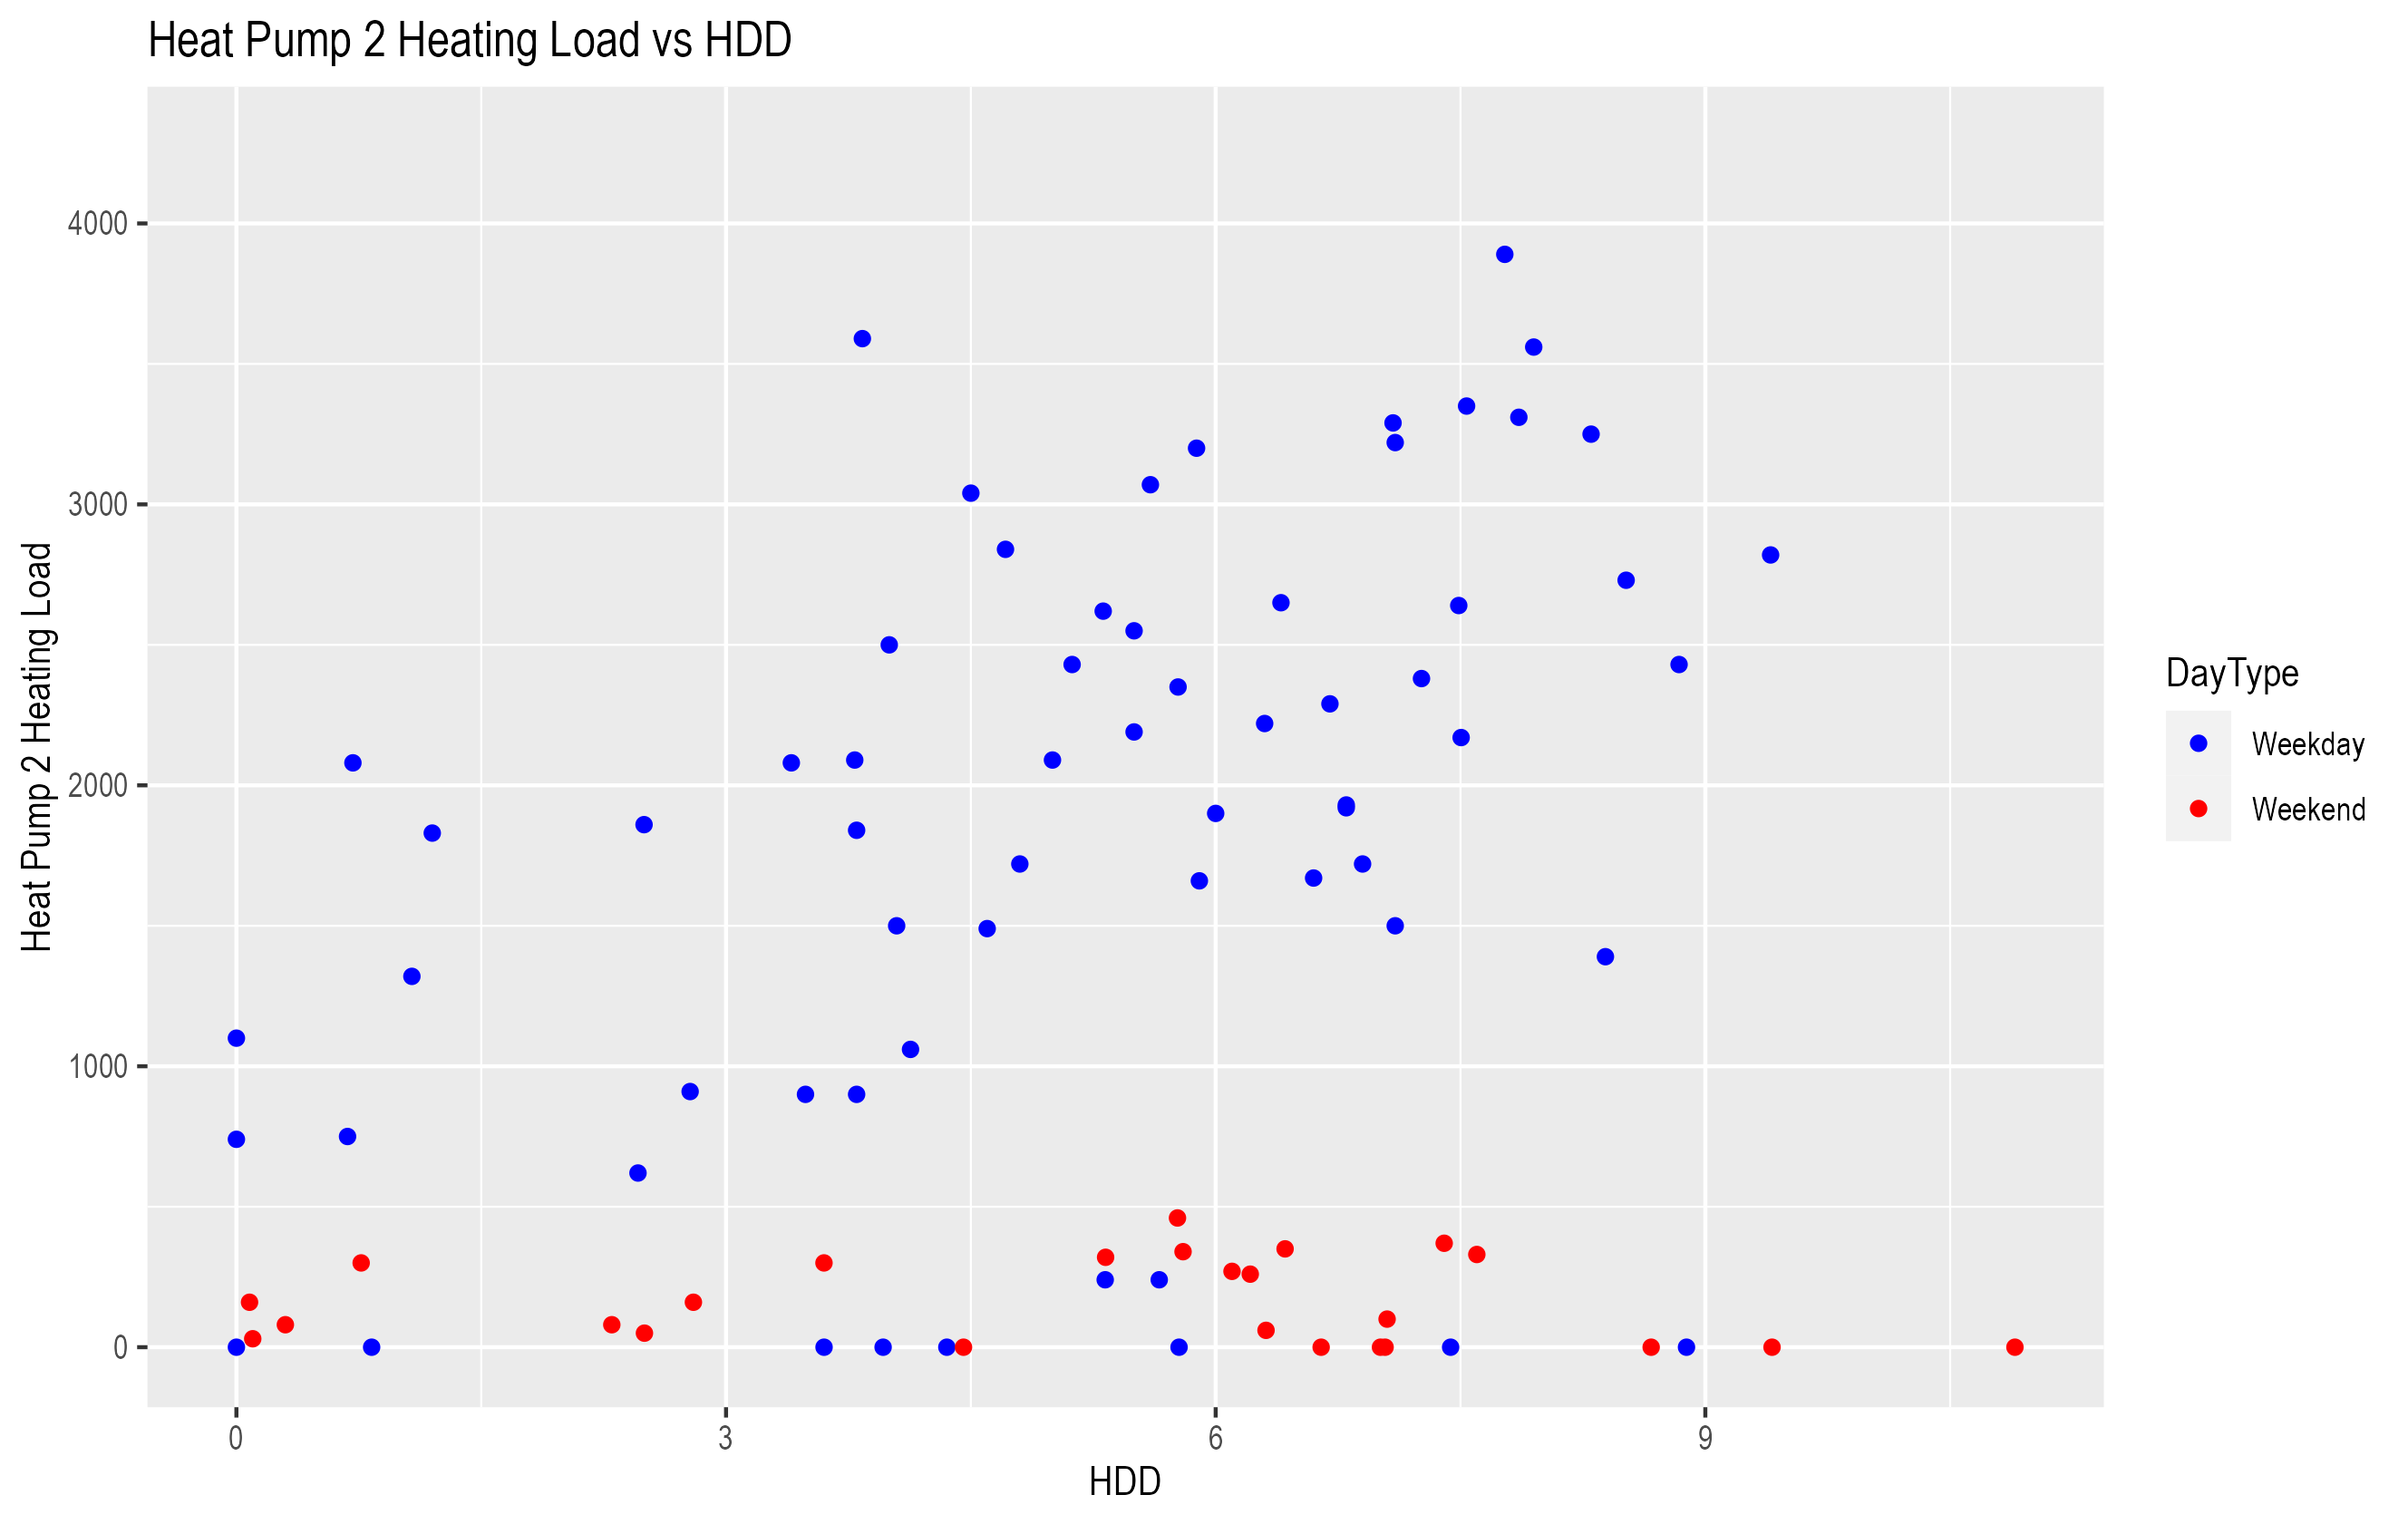 Heat Pump 2 Heating Load vs HDD
Heat Pump 2 Heating Load
4000
3000
2000
1000
0
0 3 6 9
HDD
DayType
Weekday
Weekend